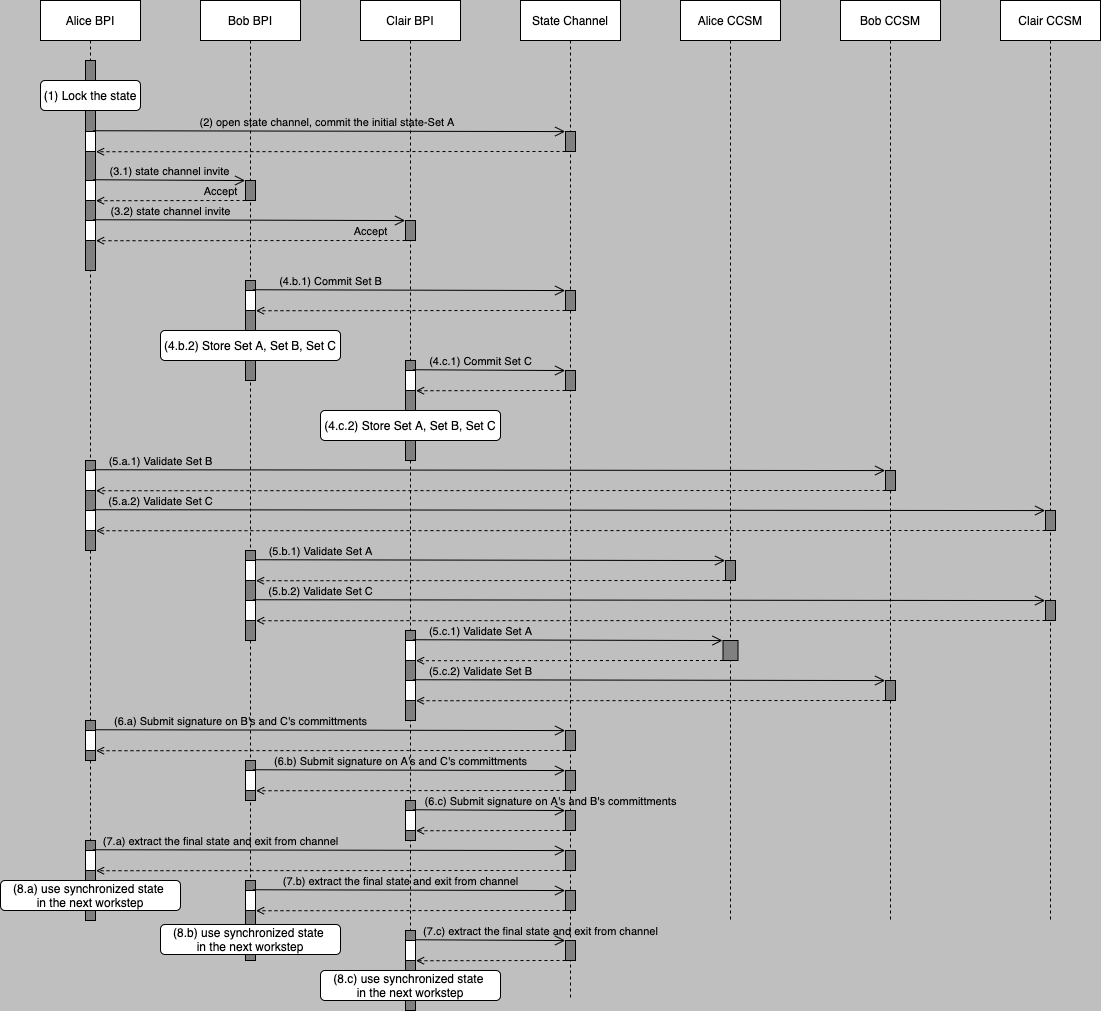 Alice BPI
Bob BPI
Clair BPI
State Channel
Alice CCSM
Bob CCSM
Clair CCSM
(1) Lock the state
(2) open state channel, commit the initial state-Set A
(3.1) state channel invite
Accept
(3.2) state channel invite
Accept
(4.b.1) Commit Set B
(4.b.2) Store Set A, Set B, Set C
(4.c.1) Commit Set C
(4.c.2) Store Set A, Set B, Set C
(5.a.1) Validate Set B
(5.a.2) Validate Set C
(5.b.1) Validate Set A
(5.b.2) Validate Set C
(5.c.1) Validate Set A
(5.c.2) Validate Set B
(6.a) Submit signature on B's and C's committments
(6.b) Submit signature on A's and C's committments
(6.c) Submit signature on A's and B's committments
(7.a) extract the final state and exit from channel
(8.a) use synchronized state
in the next workstep
(7.b) extract the final state and exit from channel
(8.b) use synchronized state
in the next workstep
(7.c) extract the final state and exit from channel
(8.c) use synchronized state
in the next workstep